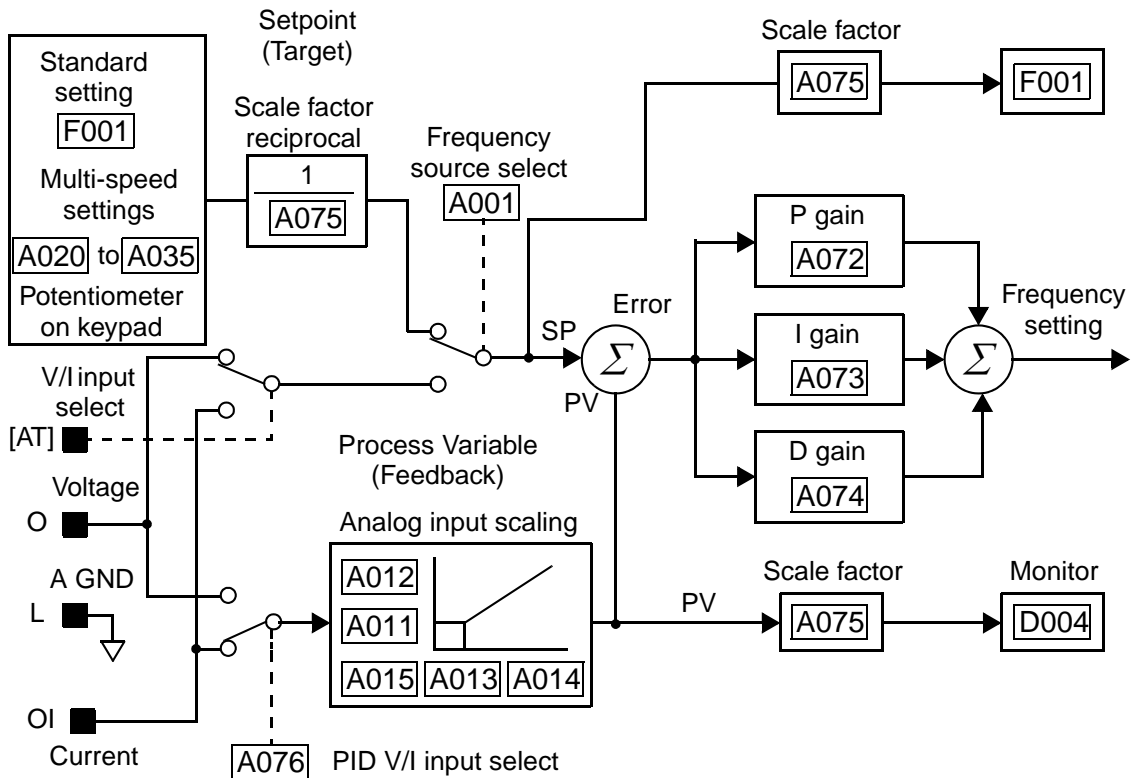 Setpoint
(Target)
Standard
setting
F001
Multi-speed
settings
A020 to A035
Potentiometer
on keypad
Scale factor
reciprocal
1
A075
Frequency
source select
A001
Scale factor
A075
F001
P gain
A072
I gain
A073
D gain
A074
Error
SP
Σ
PV
Σ
Frequency
setting
V/I input
select
[AT]
Voltage
O
A GND
L
OI
Current
Process Variable
(Feedback)
Analog input scaling
A012
A011
A015 A013 A014
A076
PID V/I input select
PV
Scale factor
A075
Monitor
D004